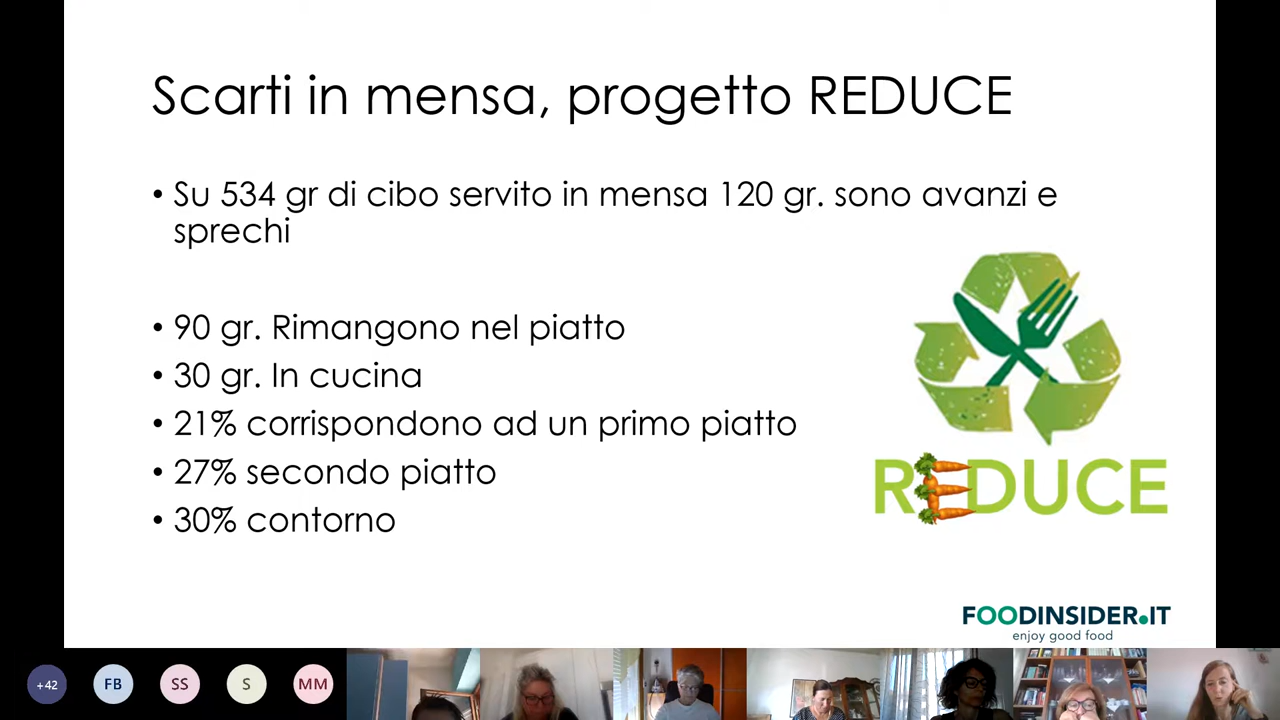 Scarti in mensa, progetto REDUCE
• Su 534 gr di cibo servito in mensa 120 gr. sono avanzi e
sprechi
• 90 gr. Rimangono nel piatto
• 30 gr. In cucina
• 21% corrispondono ad un primo piatto
• 27% secondo piatto
• 30% contorno
REDUCE
FOODINSIDER.IT
enjoy good food
+42 FB SS S MM